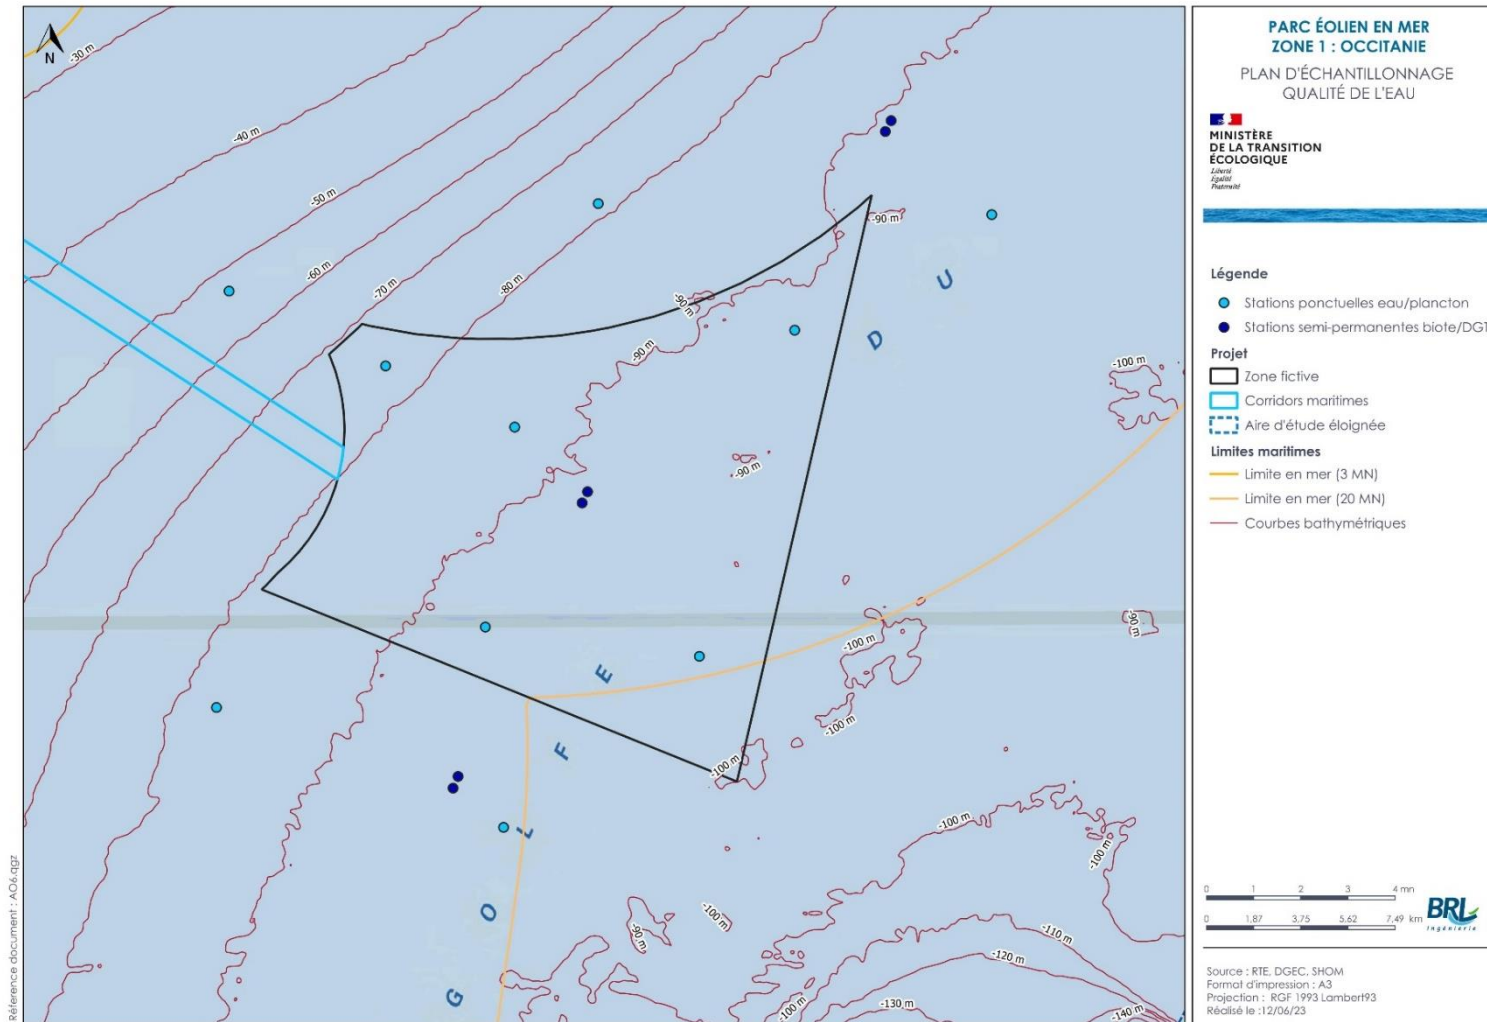 N
-30 m
-40 m
-50 m
-60 m
-70 m
-80 m
-90 m
-90 m
-90 m
-90 m
-100 m
-90 m
-100 m
-100 m
-100 m
-100 m
-100 m
-100 m
-90 m
-100 m
-110 m
-120 m
-130 m
-140 m
GOLFE DU
Référence document : AO6.qgz
PARC ÉOLIEN EN MER
ZONE 1 : OCCITANIE
PLAN D'ÉCHANTILLONNAGE
QUALITÉ DE L'EAU
MINISTÈRE
DE LA TRANSITION
ÉCOLOGIQUE
Liberté
Égalité
Fraternité
Légende
Stations ponctuelles eau/plancton
Stations semi-permanentes biote/DGT
Projet
Zone fictive
Corridors maritimes
Aire d'étude éloignée
Limites maritimes
Limite en mer (3 MN)
Limite en mer (20 MN)
Courbes bathymétriques
0 1 2 3 4 mn
0 1,87 3,75 5,62 7,49 km
BRL
Ingénierie
Source : RTE, DGEC, SHOM
Format d'impression : A3
Projection : RGF 1993 Lambert93
Réalisé le :12/06/23